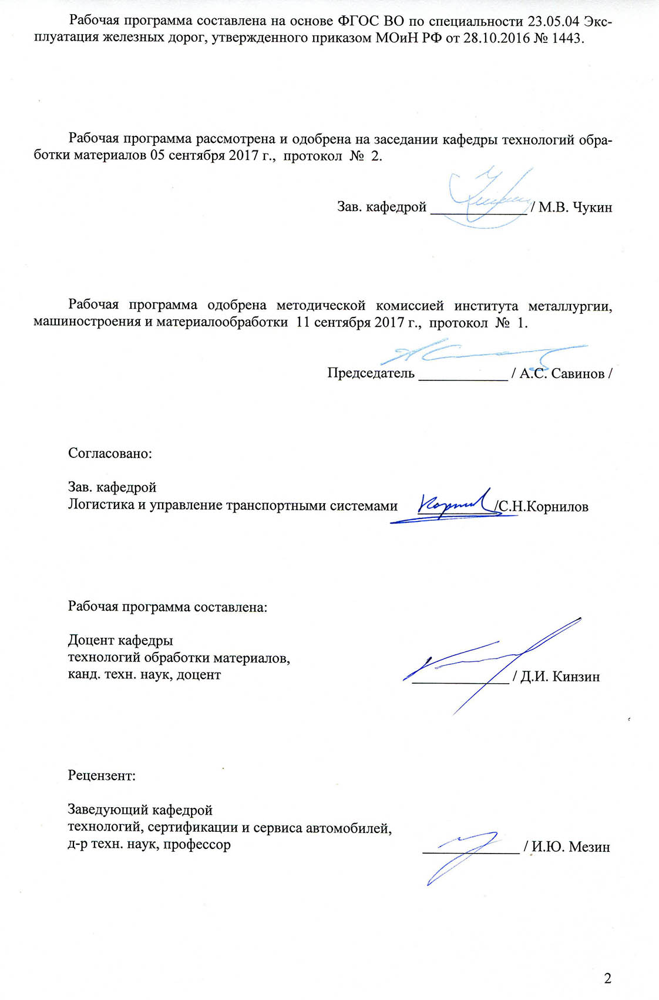 Рабочая программа составлена на основе ФГОС ВО по специальности 23.05.04 Экс-
плуатация железных дорог, утвержденного приказом МОиН РФ от 28.10.2016 № 1443.
Рабочая программа рассмотрена и одобрена на заседании кафедры технологий обра-
ботки материалов 05 сентября 2017 г., протокол № 2.
Зав. кафедрой _____________ / М.В. Чукин
Рабочая программа одобрена методической комиссией института металлургии,
машиностроения и материалообработки 11 сентября 2017 г., протокол № 1.
Председатель ____________ / А.С. Савинов /
Согласовано:
Зав. кафедрой
Логистика и управление транспортными системами ___________/С.Н.Корнилов
Рабочая программа составлена:
Доцент кафедры
технологий обработки материалов,
канд. техн. наук, доцент _____________ / Д.И. Кинзин
Рецензент:
Заведующий кафедрой
технологий, сертификации и сервиса автомобилей,
д-р техн. наук, профессор _____________ / И.Ю. Мезин
2